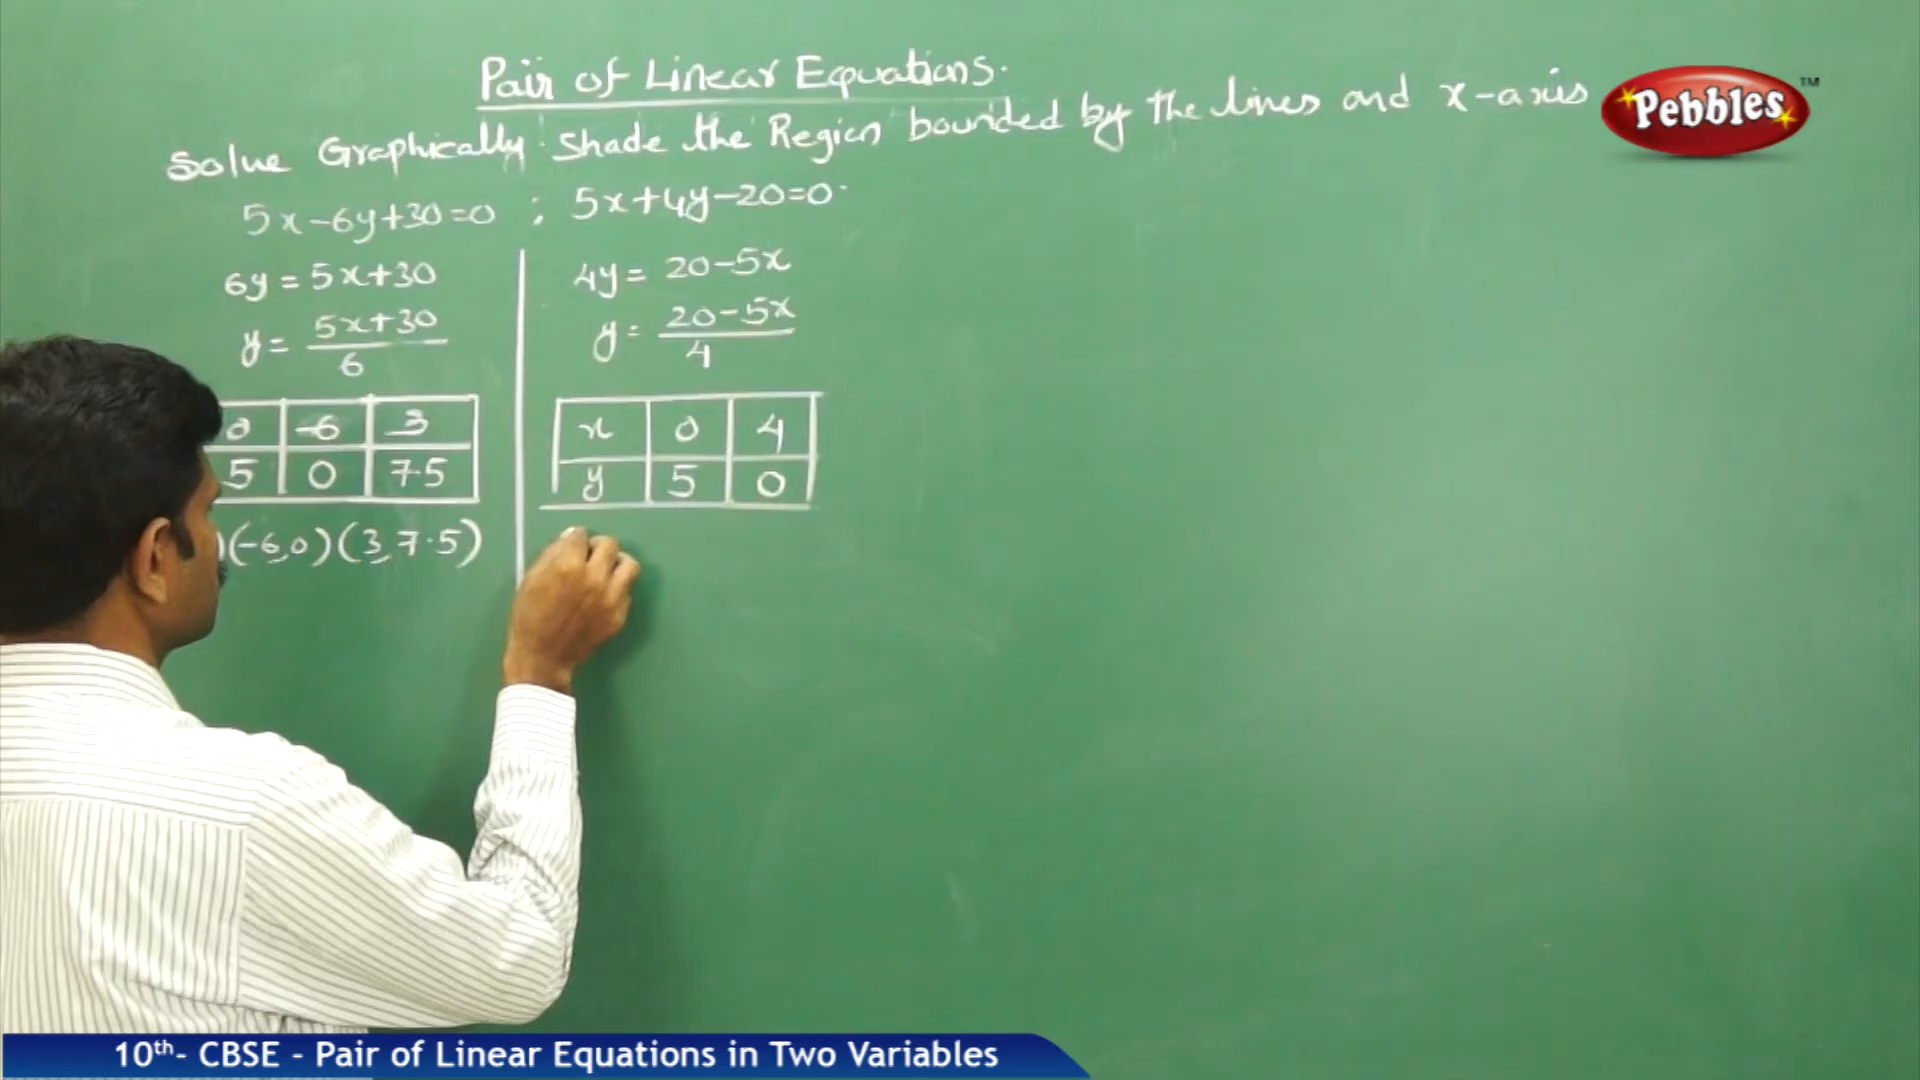 Pair of Linear Equations.
Solve Graphically. Shade the Region bounded by the lines and x-axis
Pebbles™
5x-6y+30=0 ; 5x+4y-20=0.
6y = 5x+30
y = 5x+30
6
0 -6 3
5 0 7.5
)(-6,0)(3,7.5)
4y = 20-5x
y = 20-5x
4
x 0 4
y 5 0
10th- CBSE - Pair of Linear Equations in Two Variables